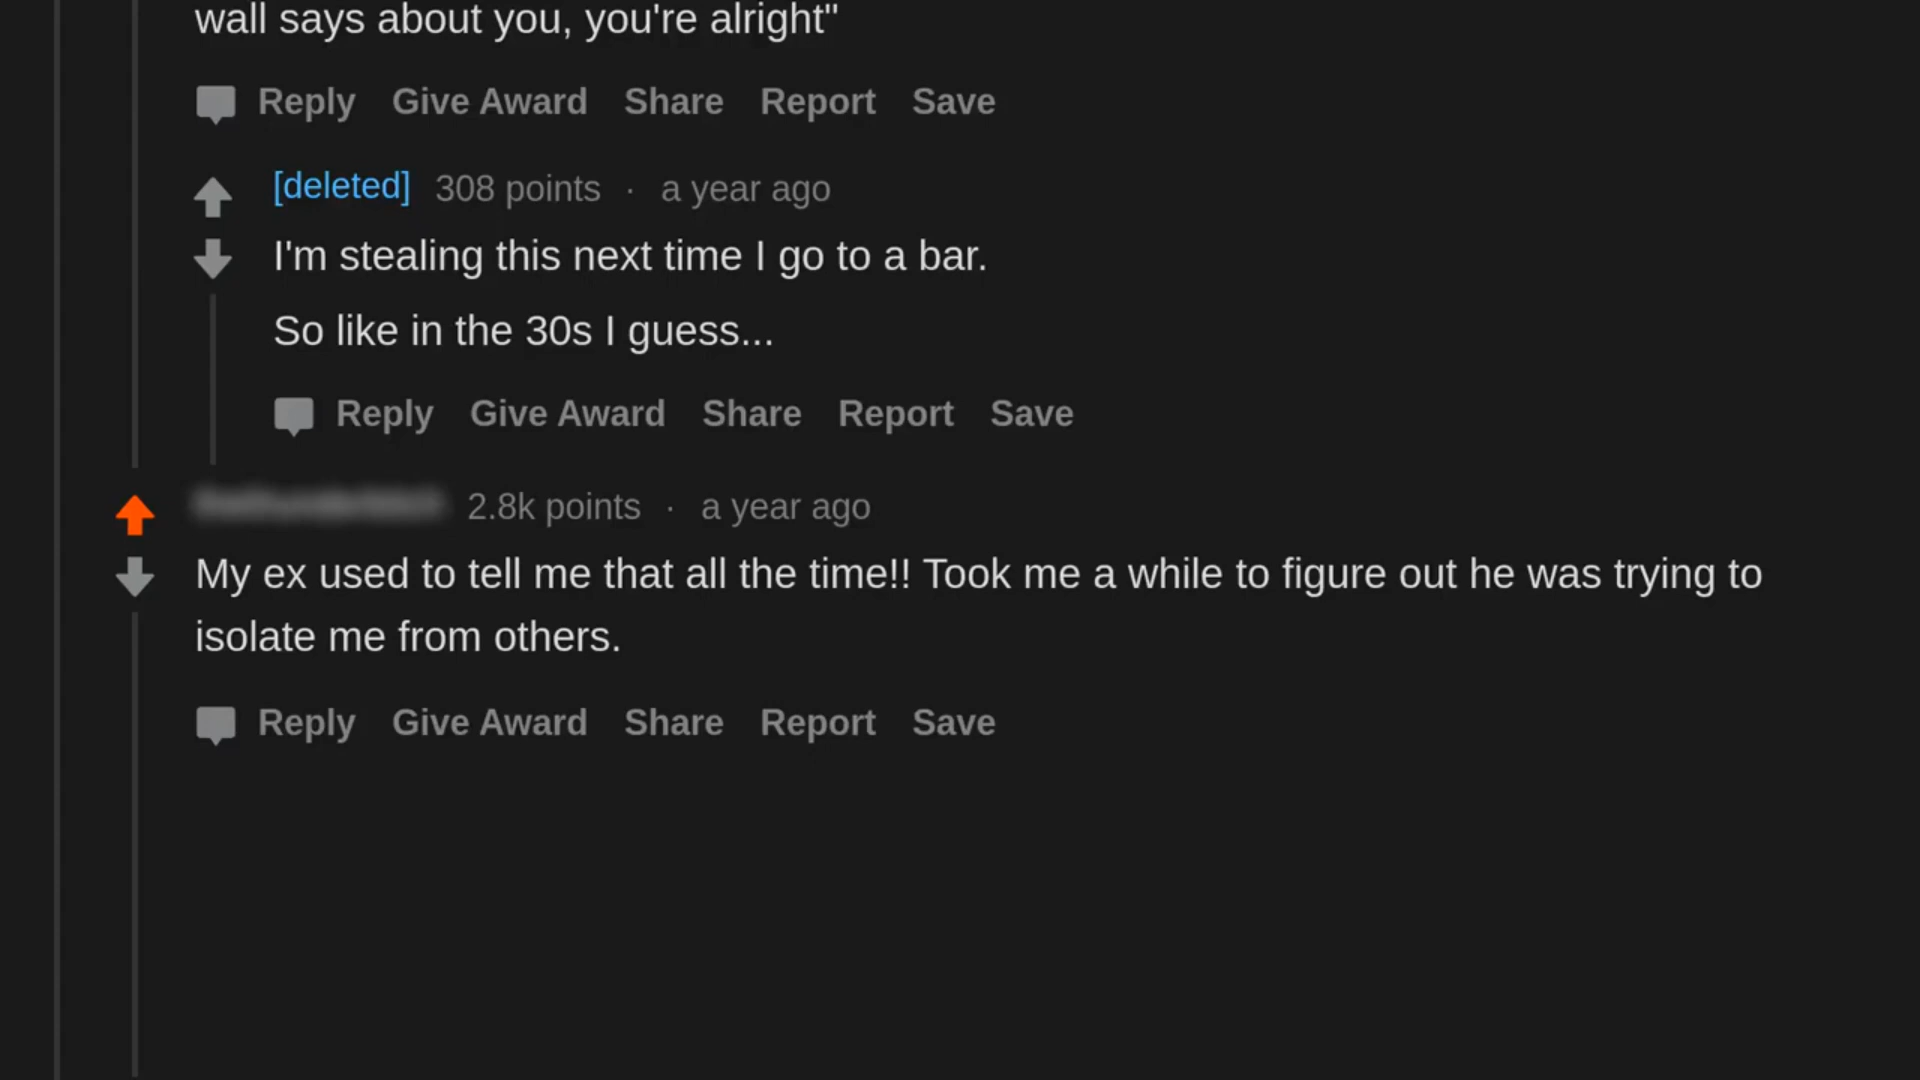 wall says about you, you're alright"
Reply Give Award Share Report Save
[deleted] 308 points · a year ago
I'm stealing this next time I go to a bar.
So like in the 30s I guess...
Reply Give Award Share Report Save
2.8k points · a year ago
My ex used to tell me that all the time!! Took me a while to figure out he was trying to
isolate me from others.
Reply Give Award Share Report Save